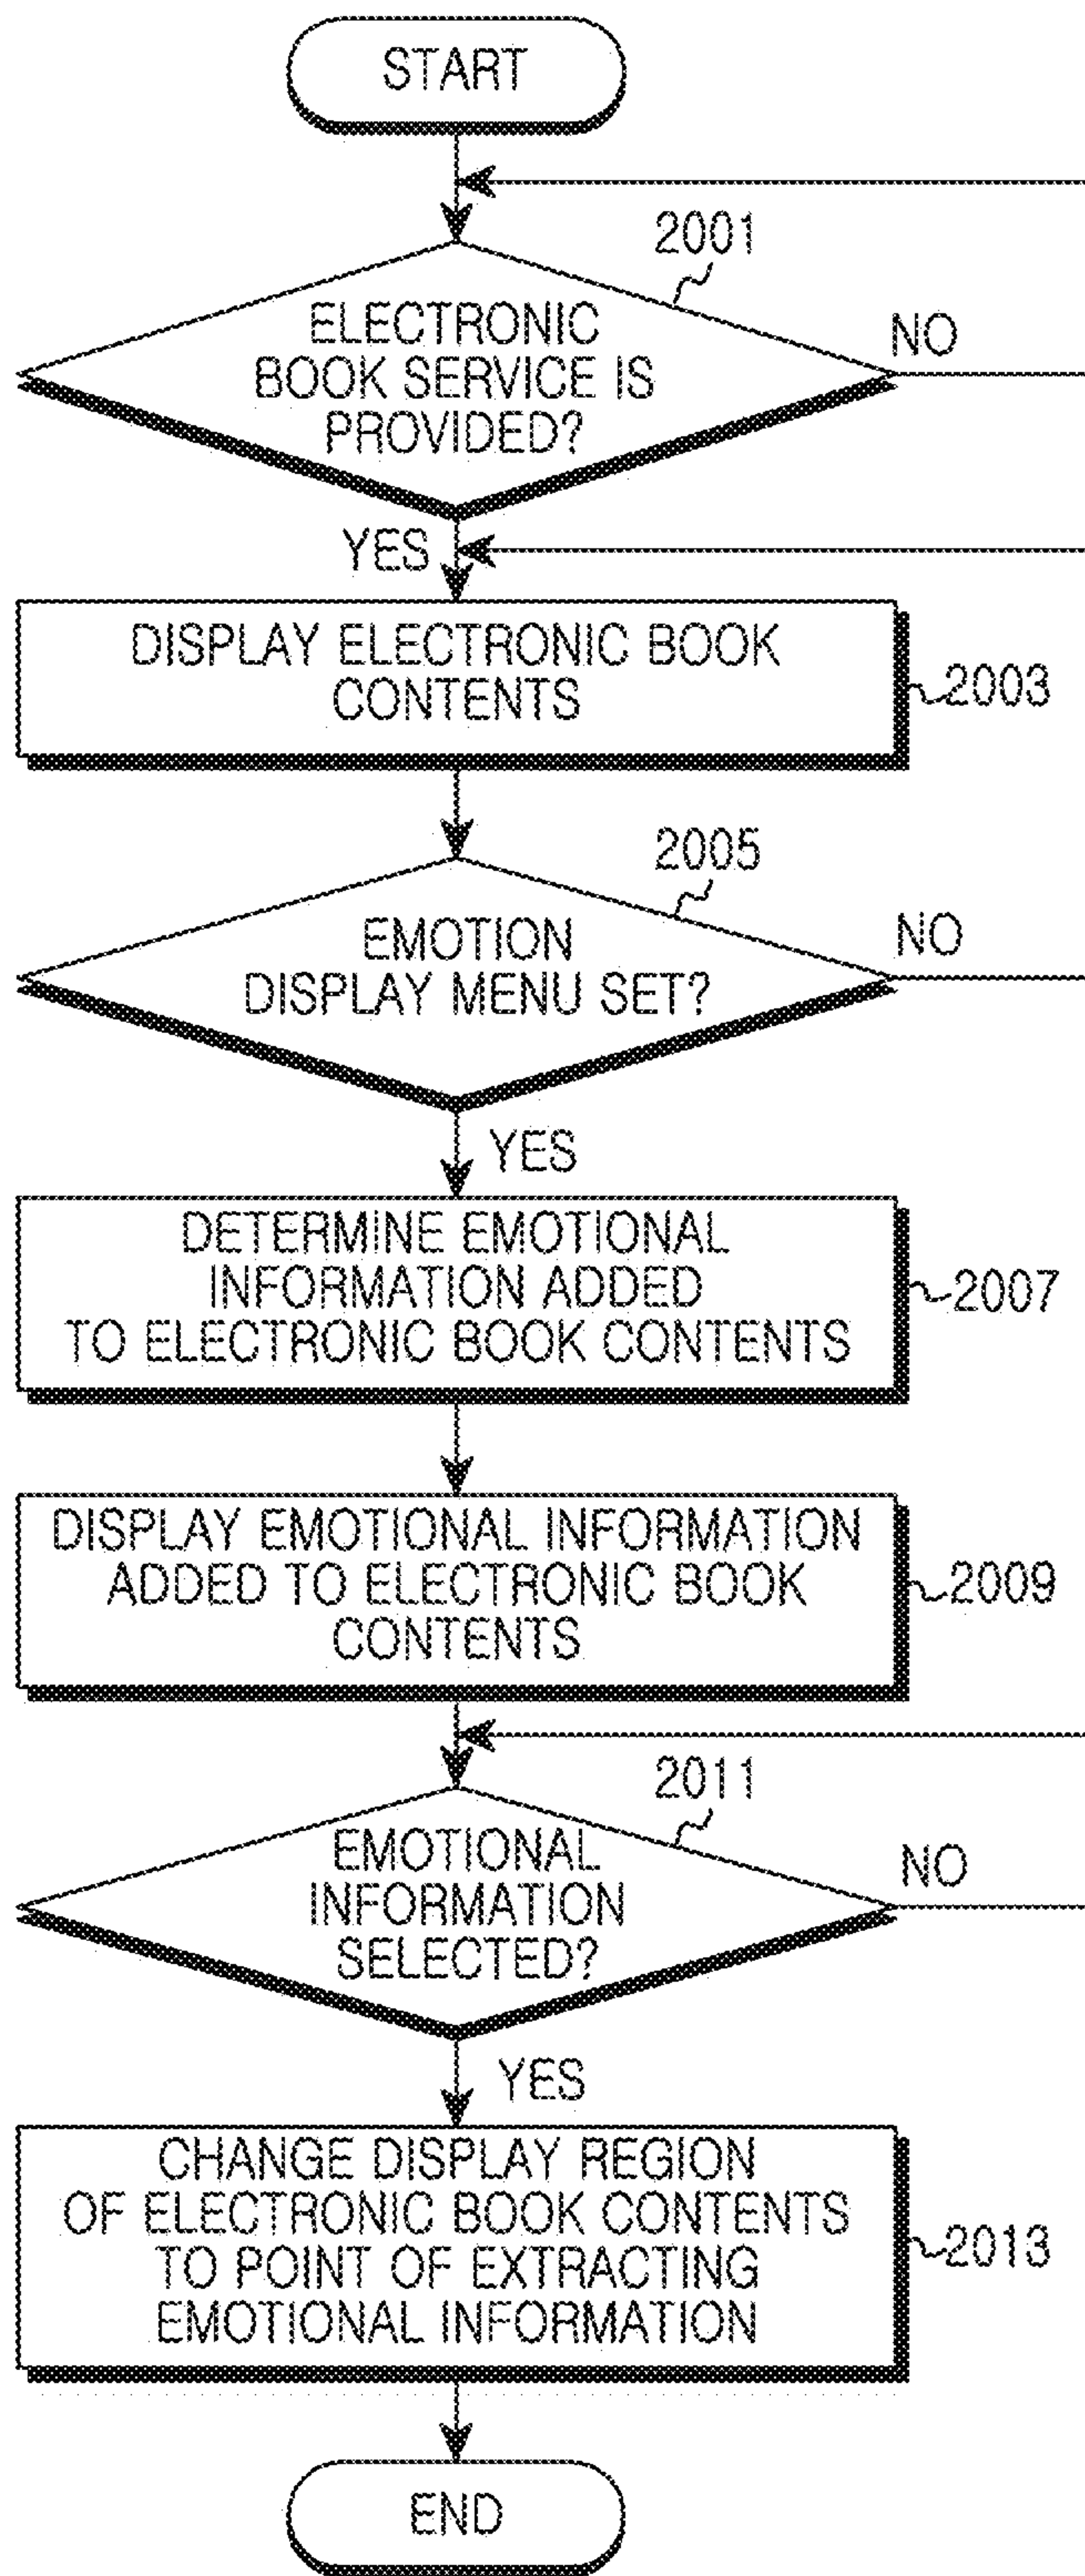 START
2001
ELECTRONIC
BOOK SERVICE IS
PROVIDED?
NO
YES
DISPLAY ELECTRONIC BOOK
CONTENTS
2003
2005
EMOTION
DISPLAY MENU SET?
NO
YES
DETERMINE EMOTIONAL
INFORMATION ADDED
TO ELECTRONIC BOOK CONTENTS
2007
DISPLAY EMOTIONAL INFORMATION
ADDED TO ELECTRONIC BOOK
CONTENTS
2009
2011
EMOTIONAL
INFORMATION
SELECTED?
NO
YES
CHANGE DISPLAY REGION
OF ELECTRONIC BOOK CONTENTS
TO POINT OF EXTRACTING
EMOTIONAL INFORMATION
2013
END